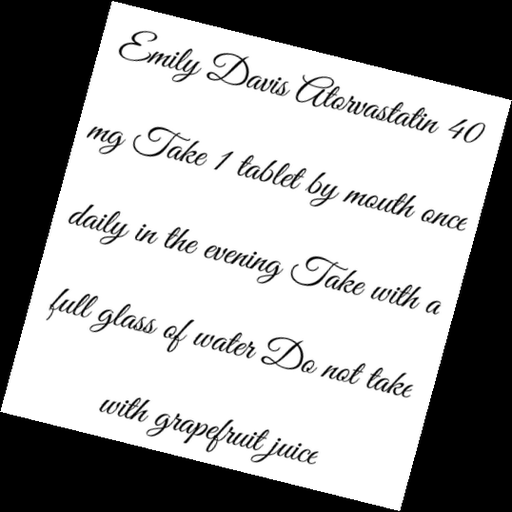 Emily Davis Atorvastatin 40
mg Take 1 tablet by mouth once
daily in the evening Take with a
full glass of water Do not take
with grapefruit juice